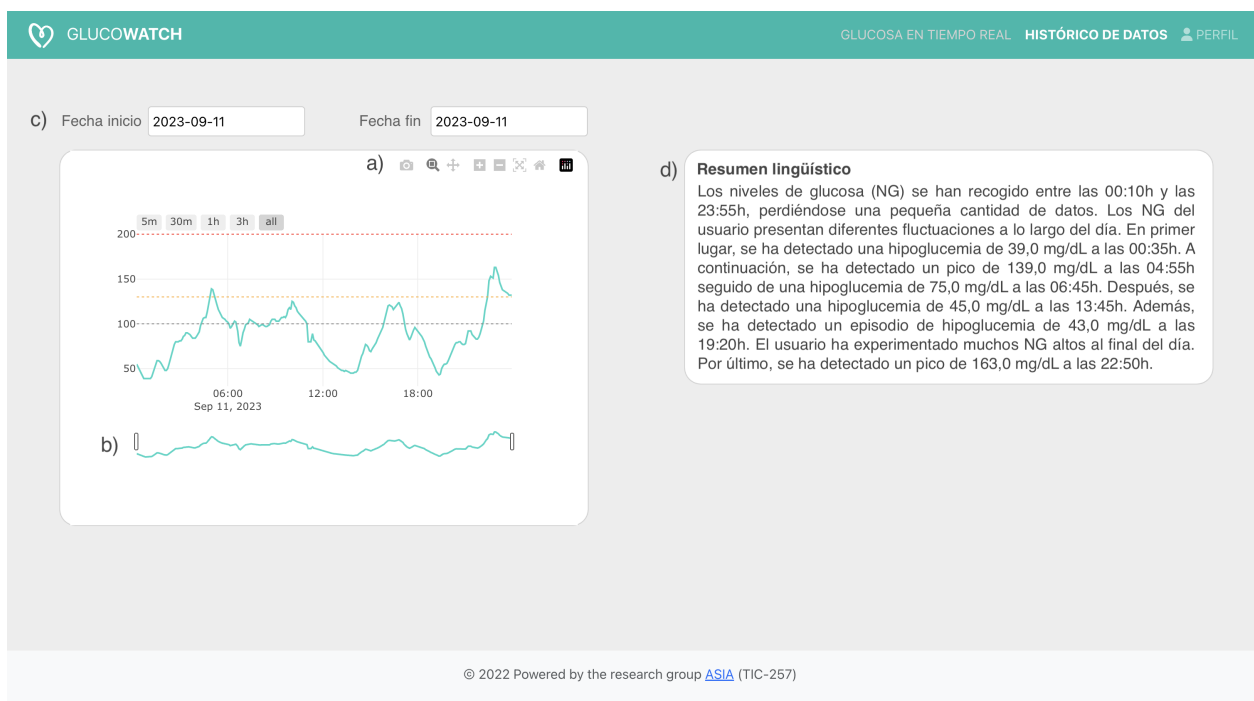 GLUCOWATCH
GLUCOSA EN TIEMPO REAL HISTÓRICO DE DATOS PERFIL
c) Fecha inicio 2023-09-11 Fecha fin 2023-09-11
a)
5m 30m 1h 3h all
200
150
100
50
06:00 12:00 18:00
Sep 11, 2023
b)
d) Resumen lingüístico
Los niveles de glucosa (NG) se han recogido entre las 00:10h y las
23:55h, perdiéndose una pequeña cantidad de datos. Los NG del
usuario presentan diferentes fluctuaciones a lo largo del día. En primer
lugar, se ha detectado una hipoglucemia de 39,0 mg/dL a las 00:35h. A
continuación, se ha detectado un pico de 139,0 mg/dL a las 04:55h
seguido de una hipoglucemia de 75,0 mg/dL a las 06:45h. Después, se
ha detectado una hipoglucemia de 45,0 mg/dL a las 13:45h. Además,
se ha detectado un episodio de hipoglucemia de 43,0 mg/dL a las
19:20h. El usuario ha experimentado muchos NG altos al final del día.
Por último, se ha detectado un pico de 163,0 mg/dL a las 22:50h.
© 2022 Powered by the research group ASIA (TIC-257)